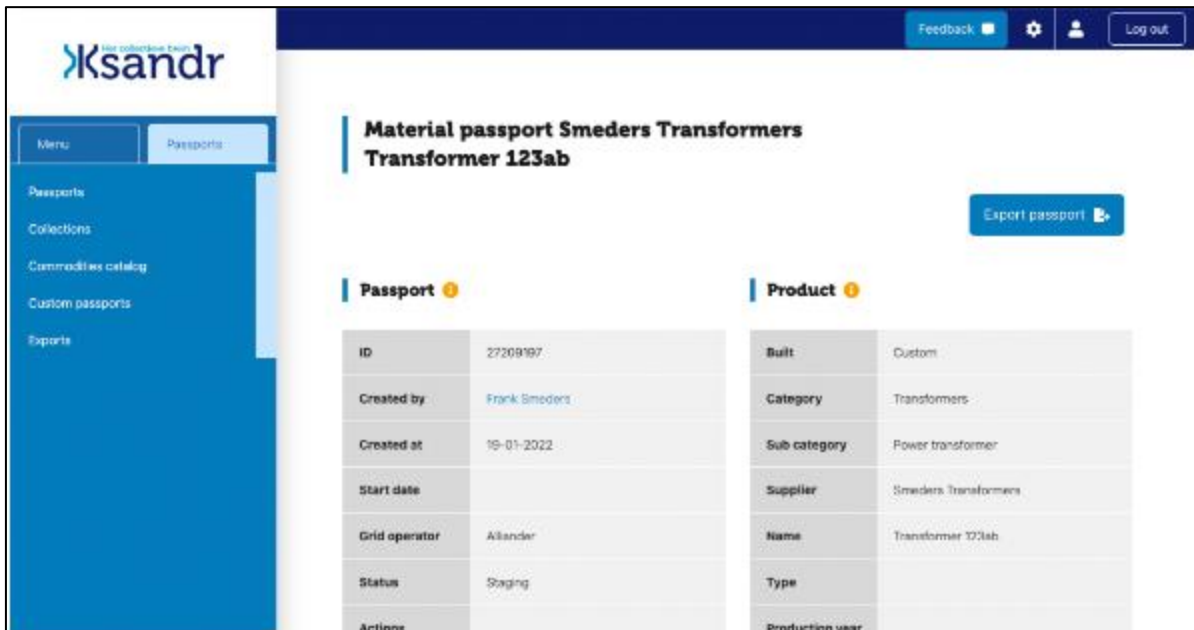 Feedback
Log out
Het collectieve brein
Ksandr
Menu
Passports
Passports
Collections
Commodities catalog
Custom passports
Exports
Material passport Smeders Transformers
Transformer 123ab
Export passport
Passport
ID 27209197
Created by Frank Smeders
Created at 19-01-2022
Start date
Grid operator Alliander
Status Staging
Actions
Product
Built Custom
Category Transformers
Sub category Power transformer
Supplier Smeders Transformers
Name Transformer 123ab
Type
Production year